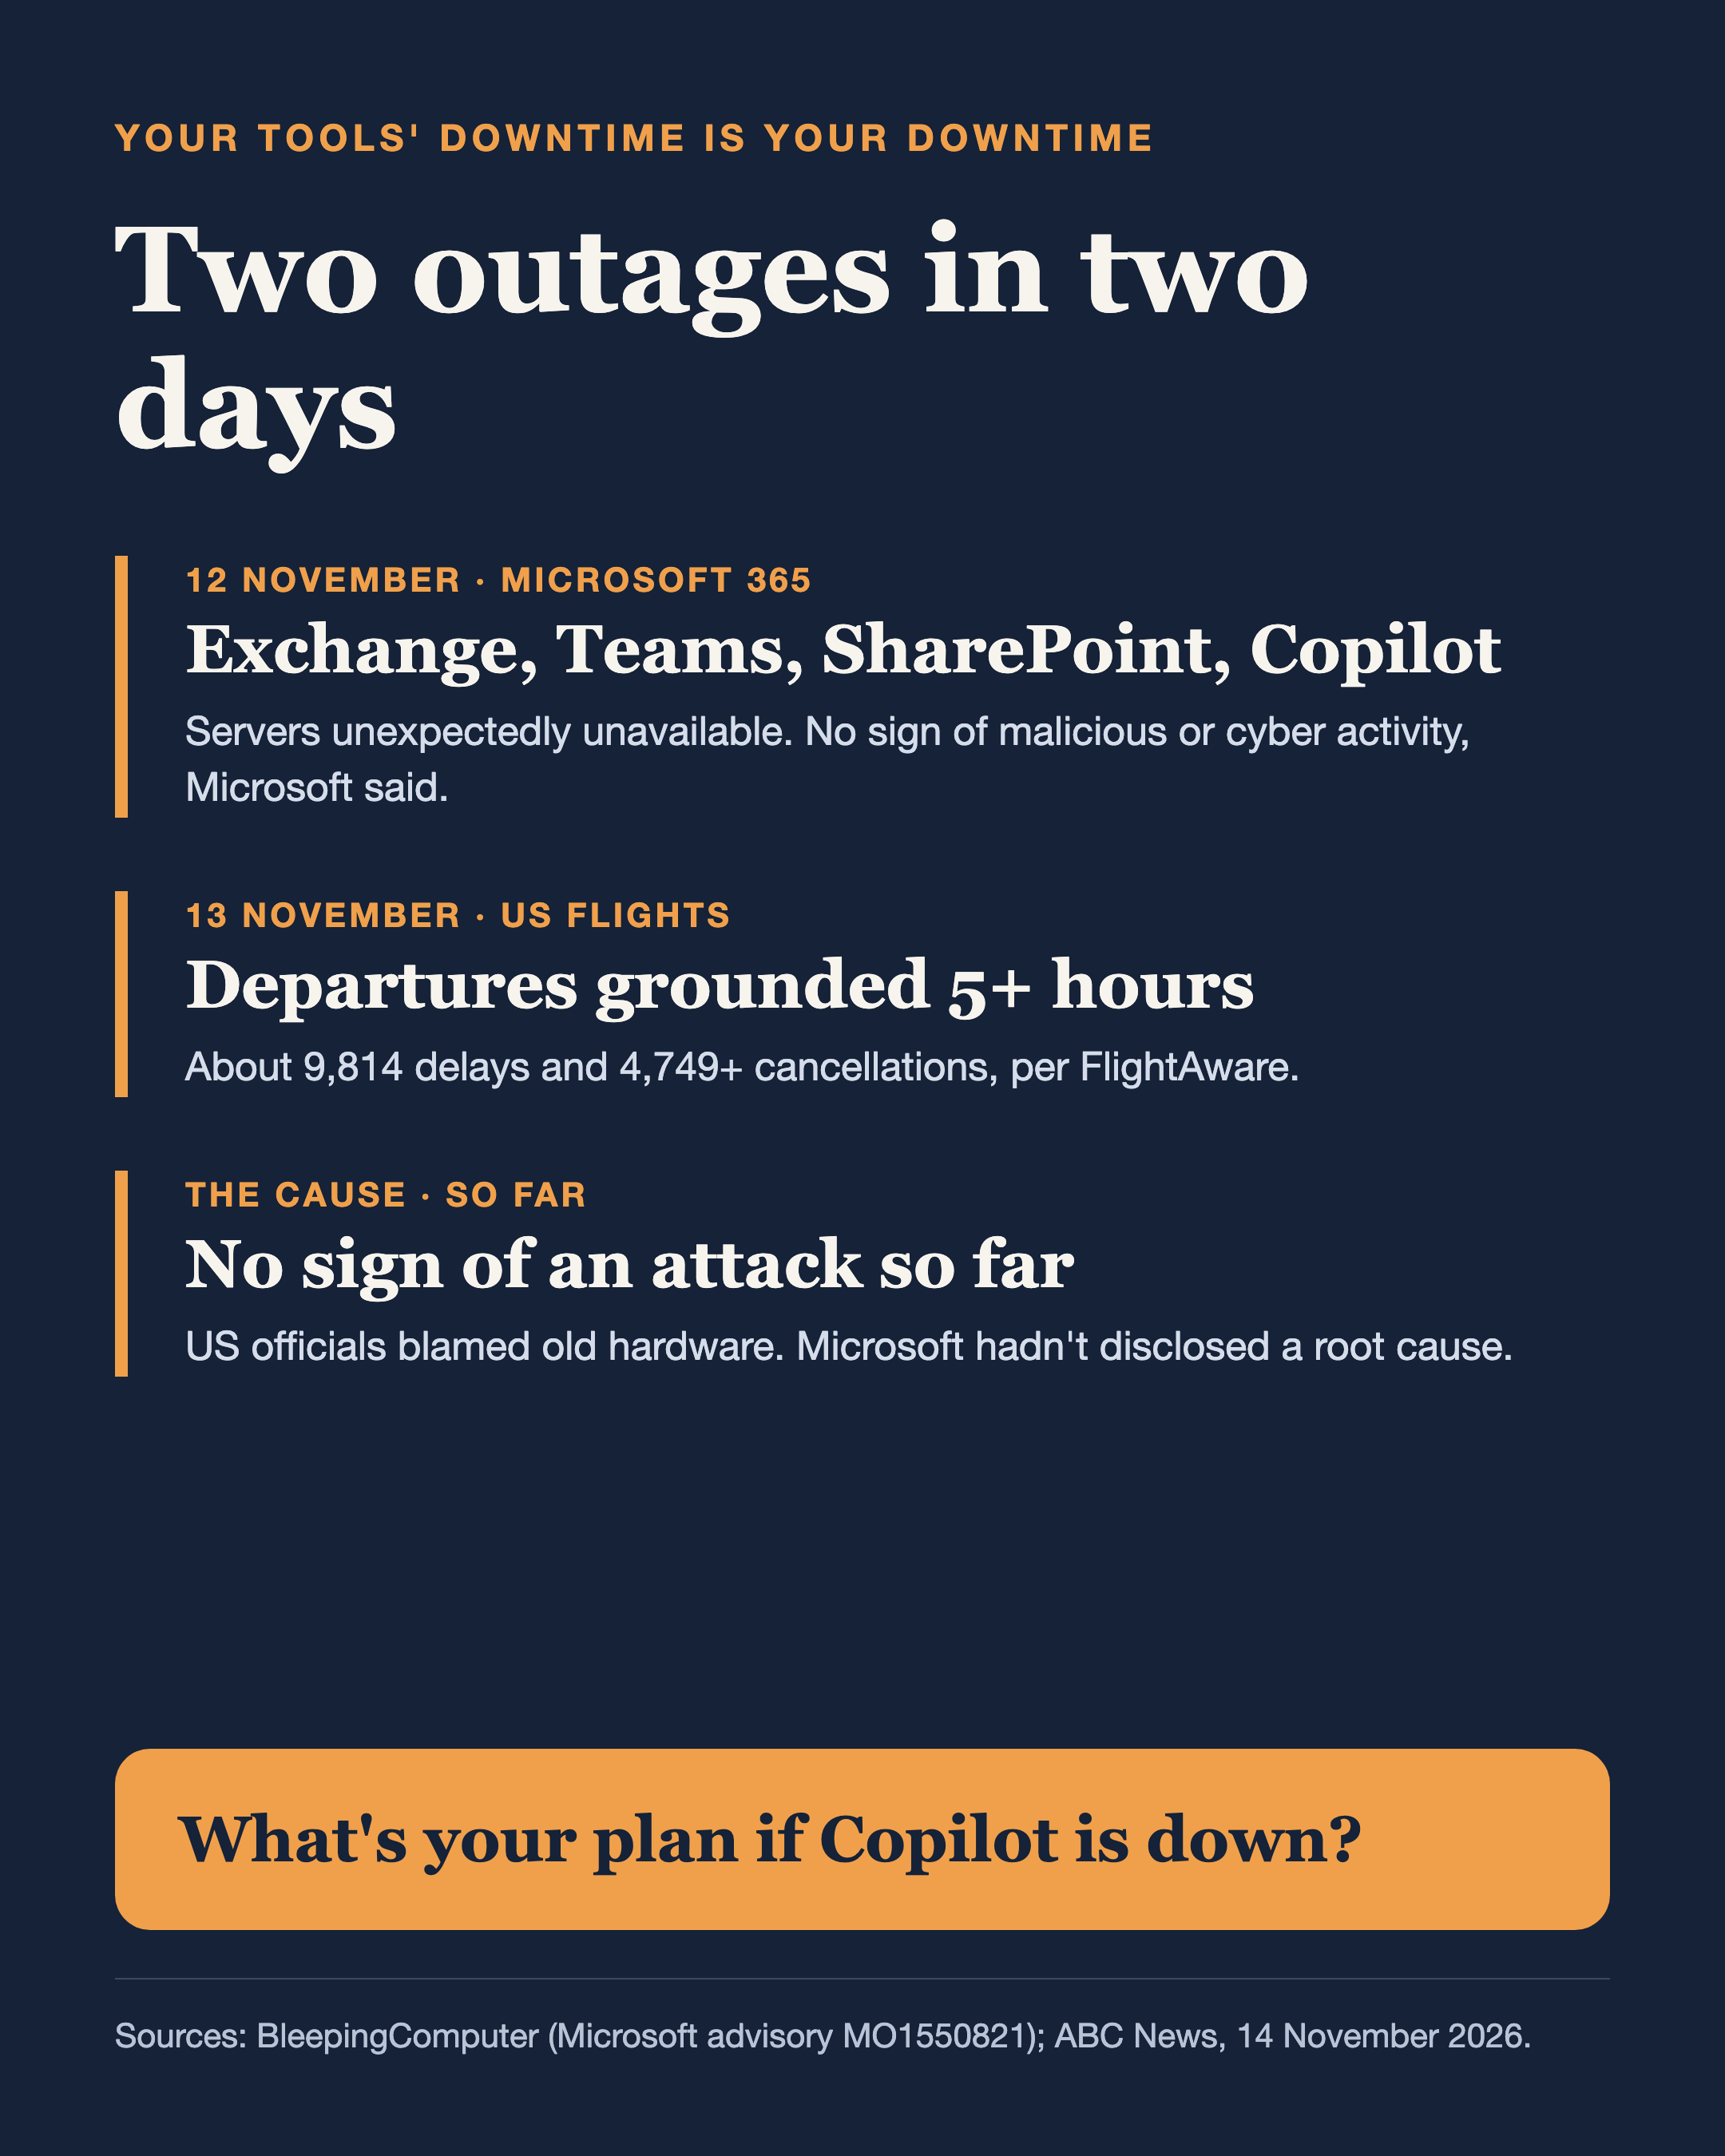 YOUR TOOLS' DOWNTIME IS YOUR DOWNTIME
Two outages in two
days
12 NOVEMBER · MICROSOFT 365
Exchange, Teams, SharePoint, Copilot
Servers unexpectedly unavailable. No sign of malicious or cyber activity,
Microsoft said.
13 NOVEMBER · US FLIGHTS
Departures grounded 5+ hours
About 9,814 delays and 4,749+ cancellations, per FlightAware.
THE CAUSE · SO FAR
No sign of an attack so far
US officials blamed old hardware. Microsoft hadn't disclosed a root cause.
What's your plan if Copilot is down?
Sources: BleepingComputer (Microsoft advisory MO1550821); ABC News, 14 November 2026.